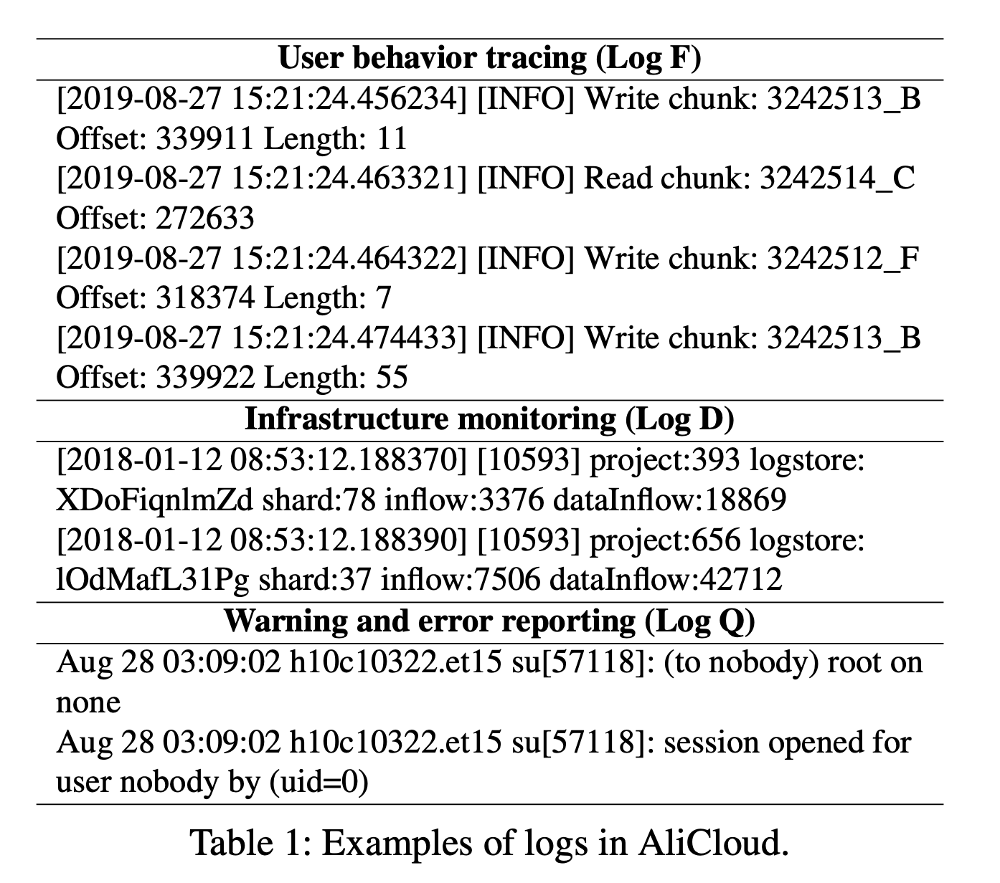 User behavior tracing (Log F)
[2019-08-27 15:21:24.456234] [INFO] Write chunk: 3242513_B
Offset: 339911 Length: 11
[2019-08-27 15:21:24.463321] [INFO] Read chunk: 3242514_C
Offset: 272633
[2019-08-27 15:21:24.464322] [INFO] Write chunk: 3242512_F
Offset: 318374 Length: 7
[2019-08-27 15:21:24.474433] [INFO] Write chunk: 3242513_B
Offset: 339922 Length: 55
Infrastructure monitoring (Log D)
[2018-01-12 08:53:12.188370] [10593] project:393 logstore:
XDoFiqnlmZd shard:78 inflow:3376 dataInflow:18869
[2018-01-12 08:53:12.188390] [10593] project:656 logstore:
lOdMafL31Pg shard:37 inflow:7506 dataInflow:42712
Warning and error reporting (Log Q)
Aug 28 03:09:02 h10c10322.et15 su[57118]: (to nobody) root on
none
Aug 28 03:09:02 h10c10322.et15 su[57118]: session opened for
user nobody by (uid=0)
Table 1: Examples of logs in AliCloud.